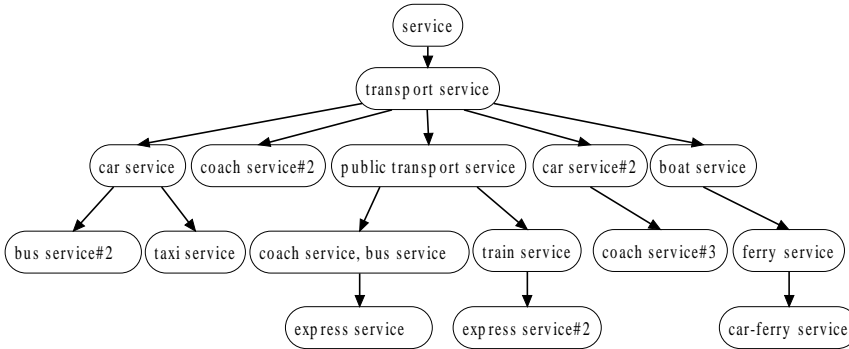 service
transport service
car service
coach service#2
public transport service
car service#2
boat service
bus service#2
taxi service
coach service, bus service
train service
coach service#3
ferry service
express service
express service#2
car-ferry service